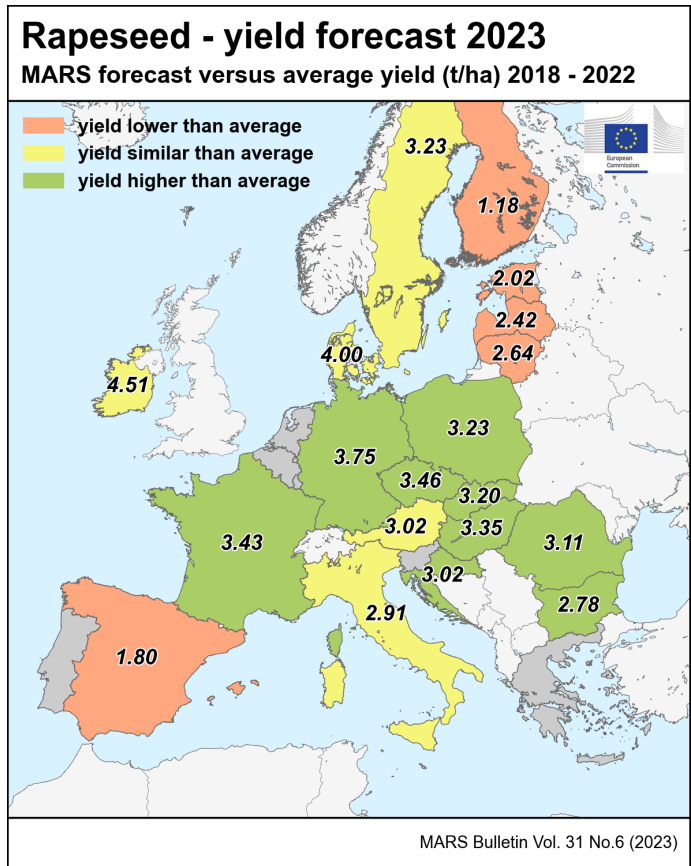 Rapeseed - yield forecast 2023
MARS forecast versus average yield (t/ha) 2018 - 2022
yield lower than average
yield similar than average
yield higher than average
European
Commission
3.23
1.18
2.02
2.42
2.64
4.00
4.51
3.23
3.75
3.46
3.20
3.02
3.35
3.43
3.11
3.02
2.78
2.91
1.80
MARS Bulletin Vol. 31 No.6 (2023)